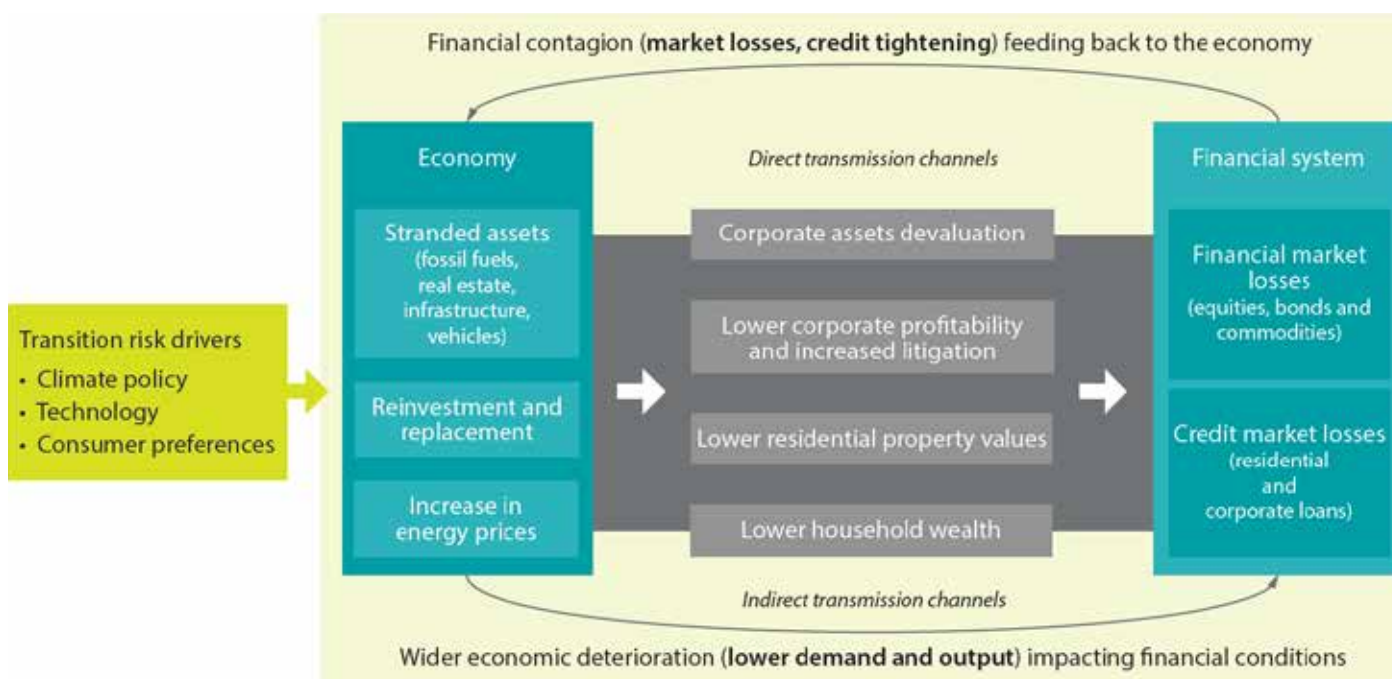 Financial contagion (market losses, credit tightening) feeding back to the economy
Transition risk drivers
• Climate policy
• Technology
• Consumer preferences
Economy
Stranded assets
(fossil fuels,
real estate,
infrastructure,
vehicles)
Reinvestment and
replacement
Increase in
energy prices
Direct transmission channels
Corporate assets devaluation
Lower corporate profitability
and increased litigation
Lower residential property values
Lower household wealth
Indirect transmission channels
Financial system
Financial market
losses
(equities, bonds and
commodities)
Credit market losses
(residential
and
corporate loans)
Wider economic deterioration (lower demand and output) impacting financial conditions